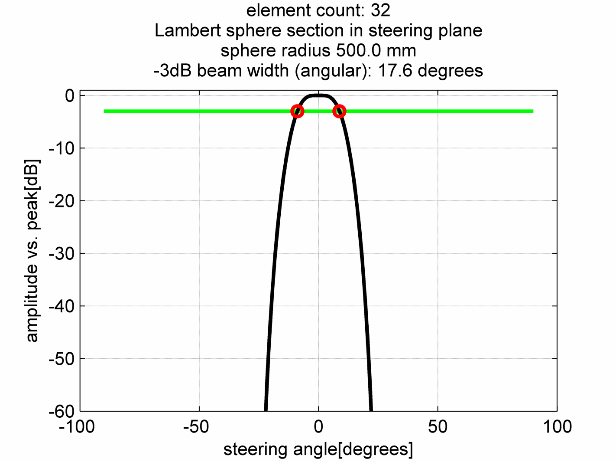 element count: 32
Lambert sphere section in steering plane
sphere radius 500.0 mm
-3dB beam width (angular): 17.6 degrees
0
-10
-20
-30
-40
-50
-60
amplitude vs. peak[dB]
-100 -50 0 50 100
steering angle[degrees]